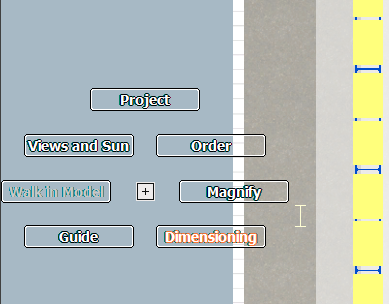 Project
Views and Sun
Order
Walk in Model
Magnify
Guide
Dimensioning